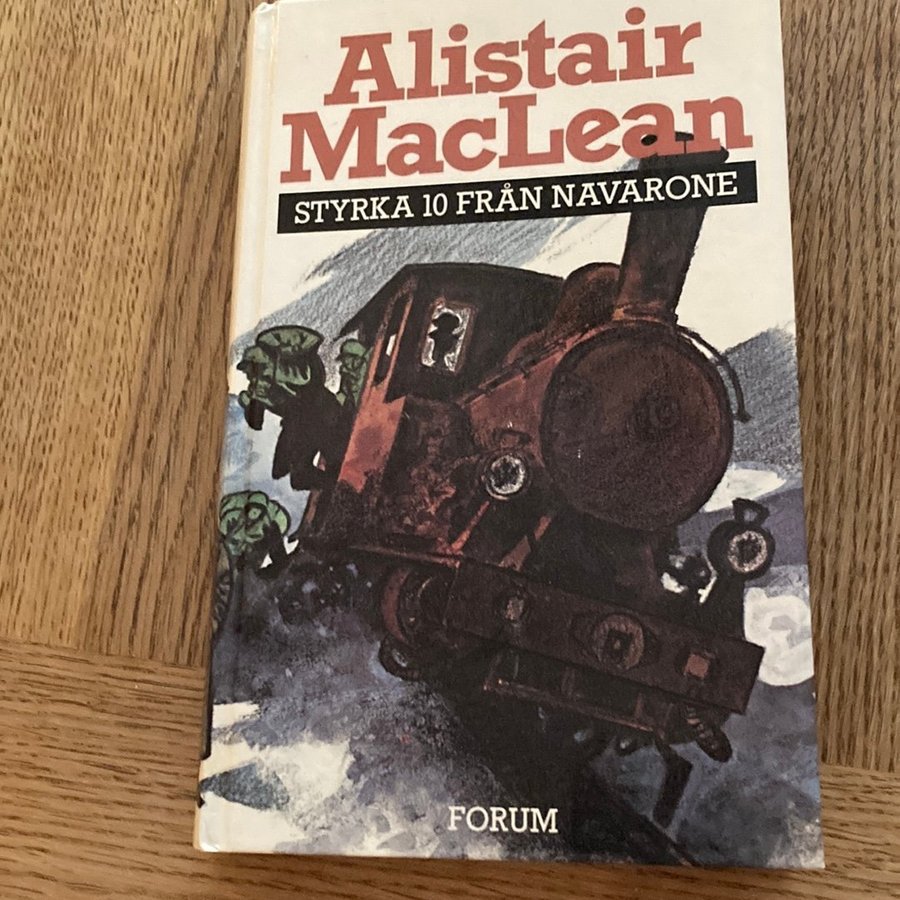 Alistair
MacLean
STYRKA 10 FRÅN NAVARONE
FORUM